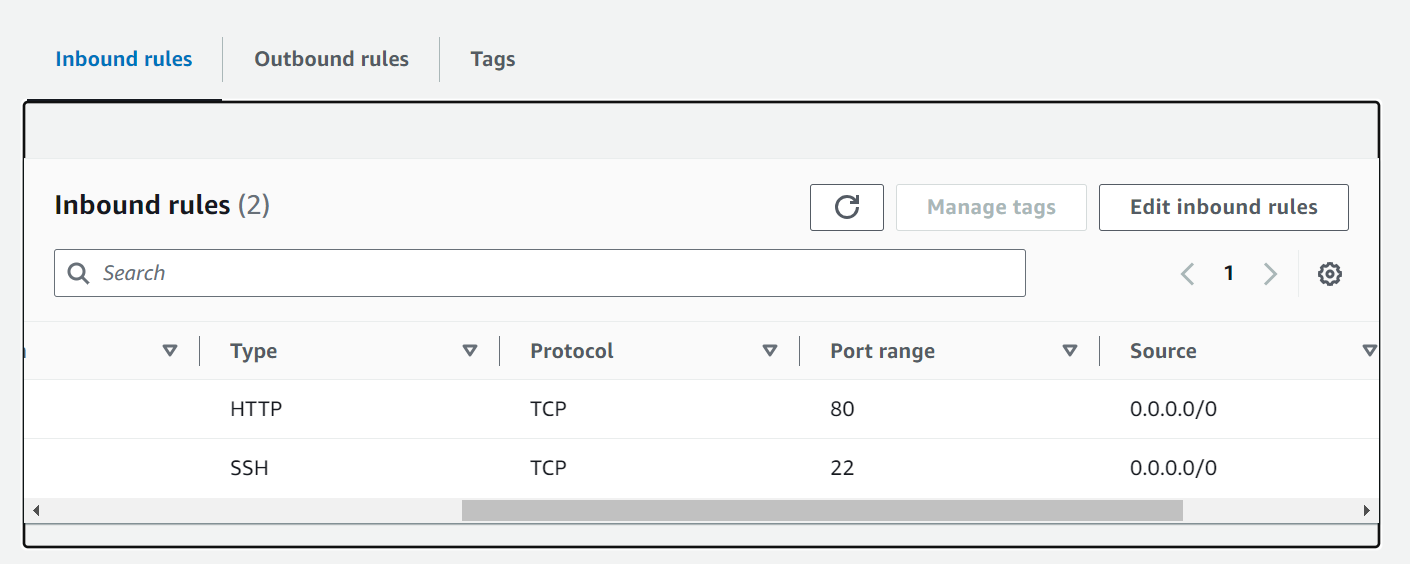 Inbound rules Outbound rules Tags
Inbound rules (2) Manage tags Edit inbound rules
Search 1
Type Protocol Port range Source
HTTP TCP 80 0.0.0.0/0
SSH TCP 22 0.0.0.0/0